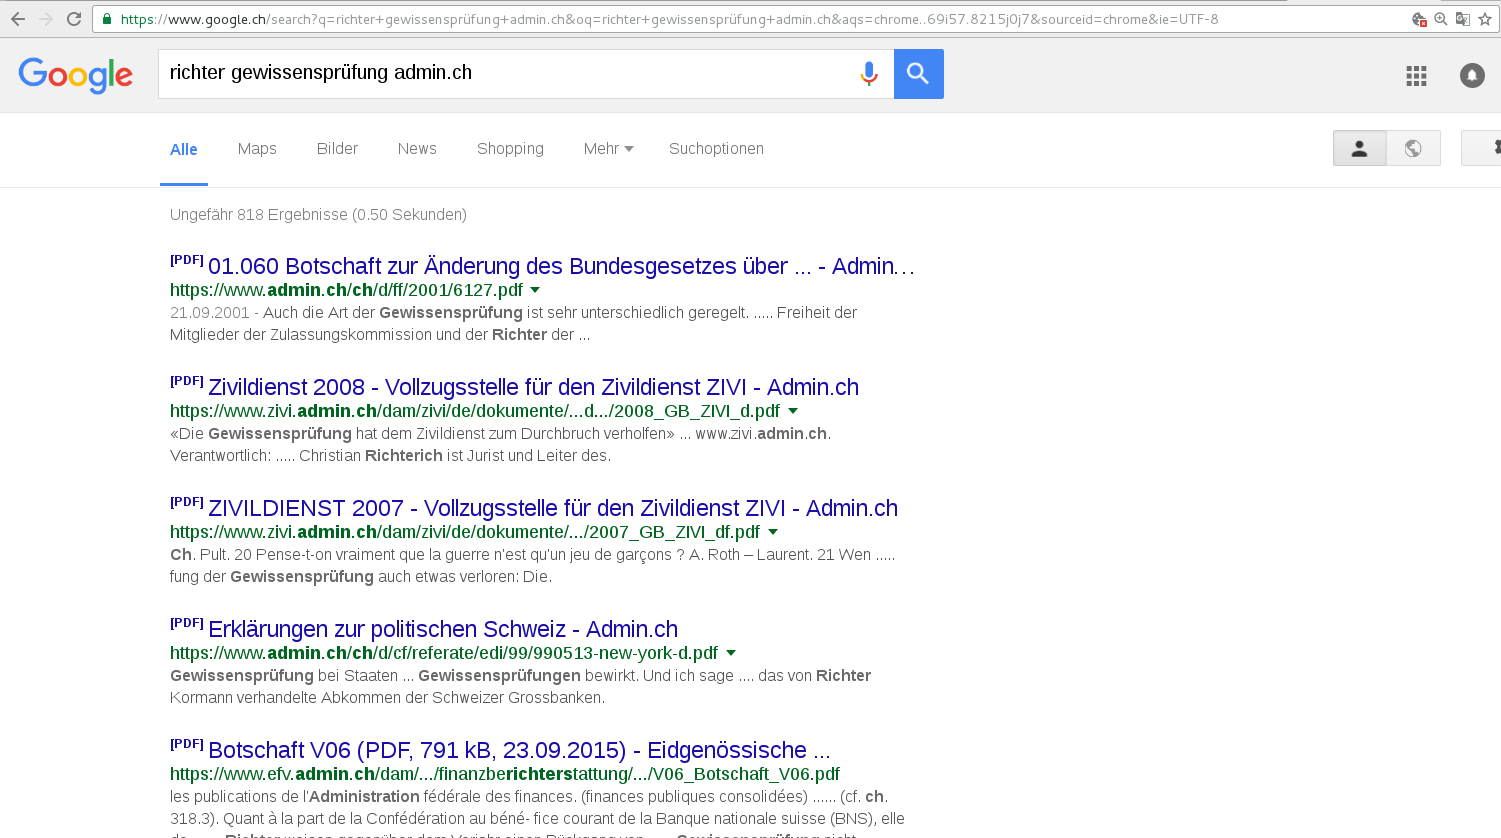 https://www.google.ch/search?q=richter+gewissensprüfung+admin.ch&oq=richter+gewissensprüfung+admin.ch&aqs=chrome..69i57.8215j0j7&sourceid=chrome&ie=UTF-8
Google richter gewissensprüfung admin.ch
Alle Maps Bilder News Shopping Mehr Suchoptionen
Ungefähr 818 Ergebnisse (0.50 Sekunden)
[PDF] 01.060 Botschaft zur Änderung des Bundesgesetzes über ... - Admin…
https://www.admin.ch/ch/d/ff/2001/6127.pdf
21.09.2001 - Auch die Art der Gewissensprüfung ist sehr unterschiedlich geregelt. ..... Freiheit der
Mitglieder der Zulassungskommission und der Richter der ...
[PDF] Zivildienst 2008 - Vollzugsstelle für den Zivildienst ZIVI - Admin.ch
https://www.zivi.admin.ch/dam/zivi/de/dokumente/...d.../2008_GB_ZIVI_d.pdf
«Die Gewissensprüfung hat dem Zivildienst zum Durchbruch verholfen» ... www.zivi.admin.ch.
Verantwortlich: ..... Christian Richterich ist Jurist und Leiter des.
[PDF] ZIVILDIENST 2007 - Vollzugsstelle für den Zivildienst ZIVI - Admin.ch
https://www.zivi.admin.ch/dam/zivi/de/dokumente/.../2007_GB_ZIVI_df.pdf
Ch. Pult. 20 Pense-t-on vraiment que la guerre n'est qu'un jeu de garçons ? A. Roth – Laurent. 21 Wen .....
fung der Gewissensprüfung auch etwas verloren: Die.
[PDF] Erklärungen zur politischen Schweiz - Admin.ch
https://www.admin.ch/ch/d/cf/referate/edi/99/990513-new-york-d.pdf
Gewissensprüfung bei Staaten ... Gewissensprüfungen bewirkt. Und ich sage .... das von Richter
Kormann verhandelte Abkommen der Schweizer Grossbanken.
[PDF] Botschaft V06 (PDF, 791 kB, 23.09.2015) - Eidgenössische ...
https://www.efv.admin.ch/dam/.../finanzberichterstattung/.../V06_Botschaft_V06.pdf
les publications de l'Administration fédérale des finances. (finances publiques consolidées) ...... (cf. ch.
318.3). Quant à la part de la Confédération au béné- fice courant de la Banque nationale suisse (BNS), elle